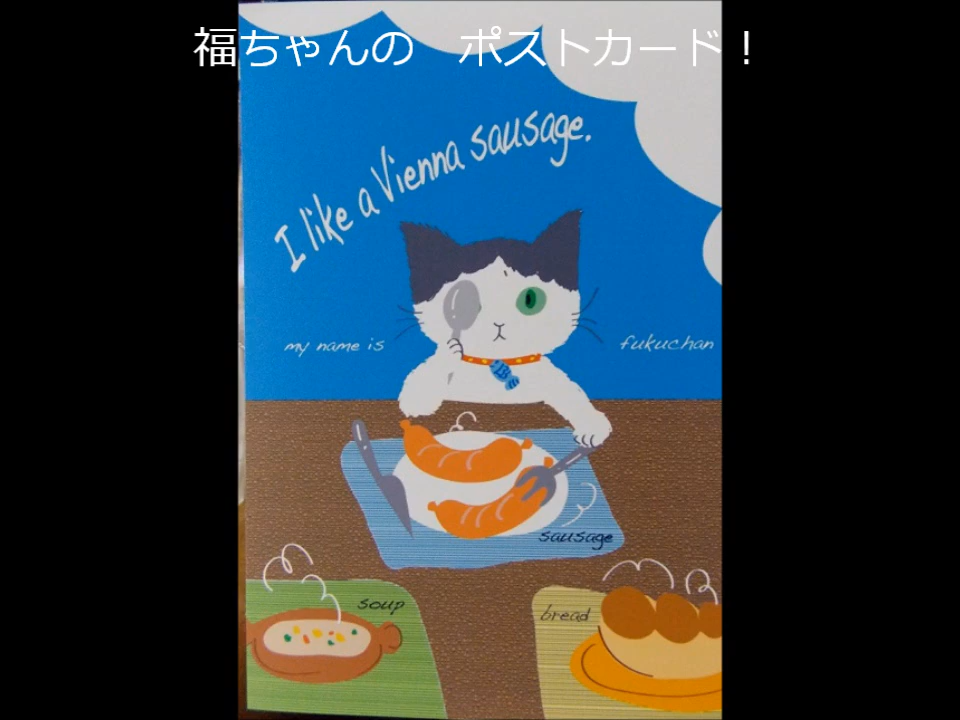 福ちゃんの　ポストカード！
I like a Vienna sausage.
my name is
fukuchan
sausage
soup
bread